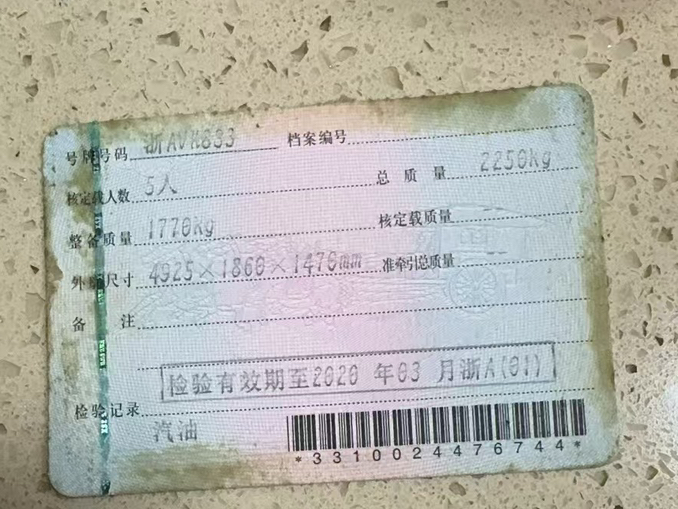 号牌号码 浙AVK833 档案编号
核定载人数 5人 总质量 2250kg
整备质量 1770kg 核定载质量
外廓尺寸 4925×1860×1470mm 准牵引总质量
备注
检验有效期至2020 年03 月浙A(01)
检验记录
汽油
*3310024476744*